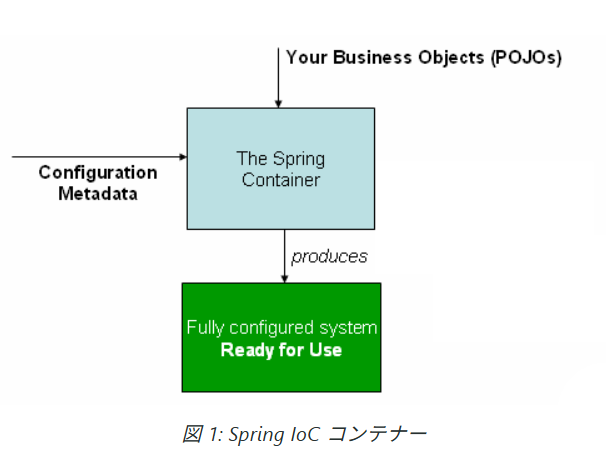 Your Business Objects (POJOs)
The Spring
Container
Configuration
Metadata
produces
Fully configured system
Ready for Use
図 1: Spring IoC コンテナー